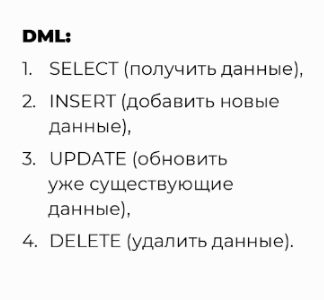 DML:
1. SELECT (получить данные),
2. INSERT (добавить новые
данные),
3. UPDATE (обновить
уже существующие
данные),
4. DELETE (удалить данные).